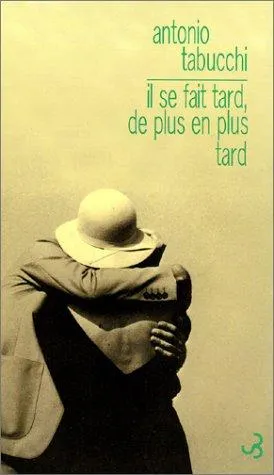 antonio
tabucchi
il se fait tard,
de plus en plus
tard